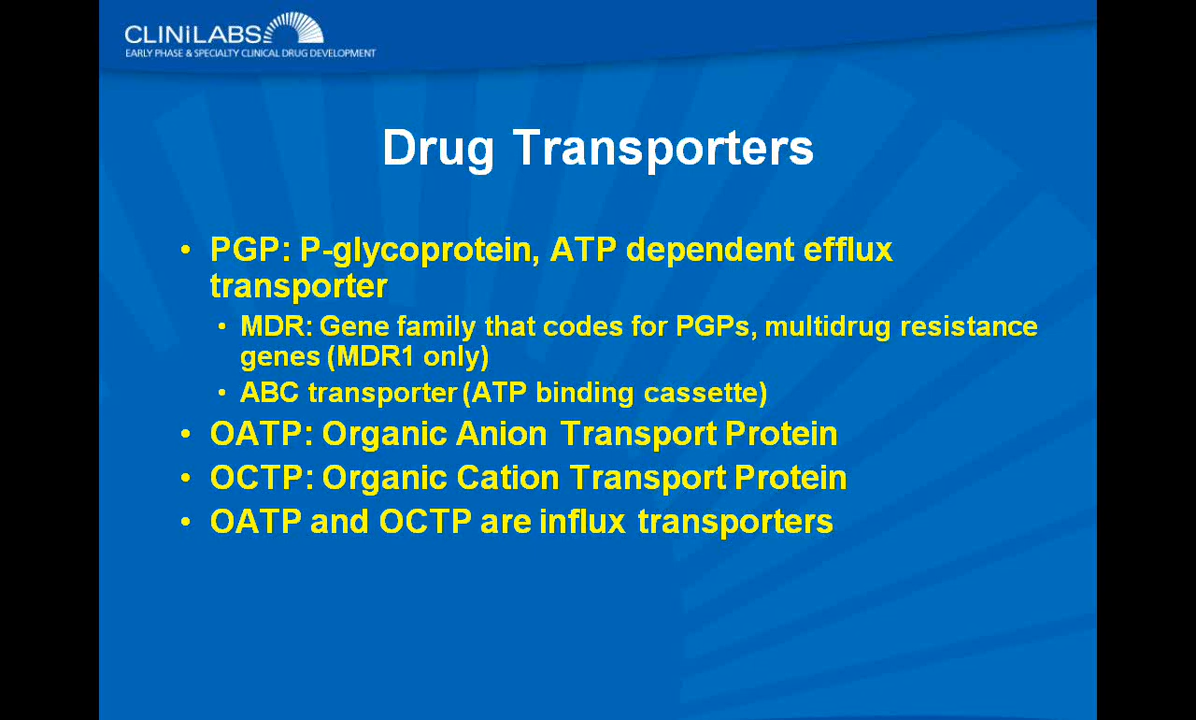 CLINiLABS
EARLY PHASE & SPECIALTY CLINICAL DRUG DEVELOPMENT
Drug Transporters
• PGP: P-glycoprotein, ATP dependent efflux
transporter
• MDR: Gene family that codes for PGPs, multidrug resistance
genes (MDR1 only)
• ABC transporter (ATP binding cassette)
• OATP: Organic Anion Transport Protein
• OCTP: Organic Cation Transport Protein
• OATP and OCTP are influx transporters